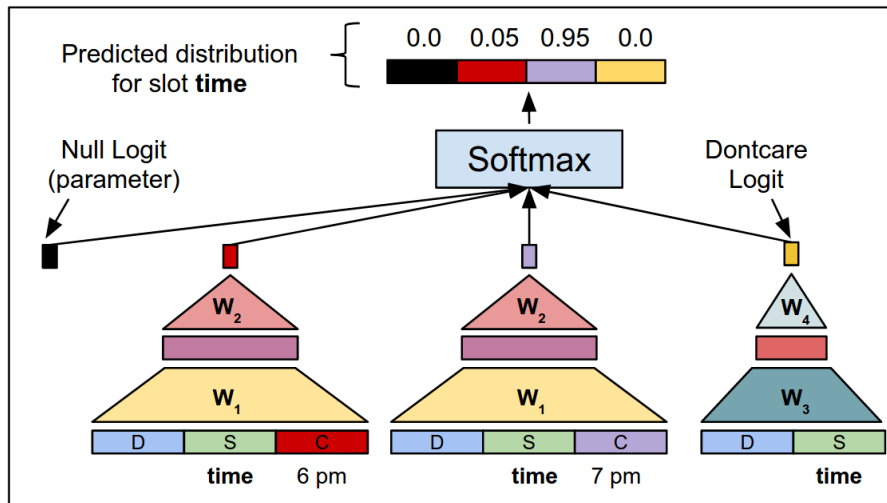 0.0 0.05 0.95 0.0
Predicted distribution
for slot time
Null Logit
(parameter)
Softmax
Dontcare
Logit
W2 W2 W4
W1 W1 W3
D S C D S C D S
time 6 pm time 7 pm time